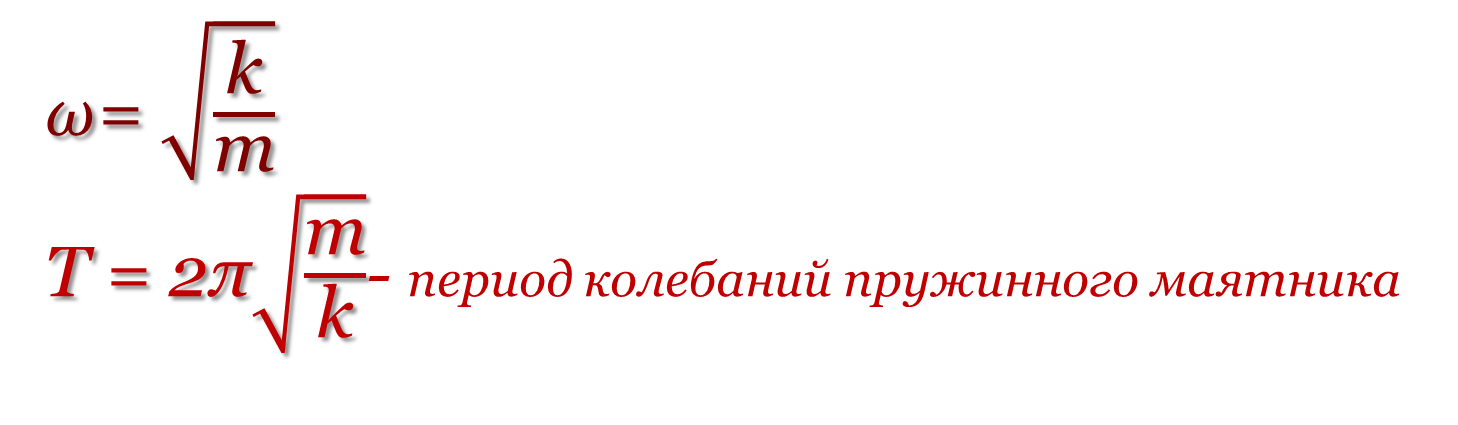 ω = √(k/m)
T = 2π√(m/k) - период колебаний пружинного маятника